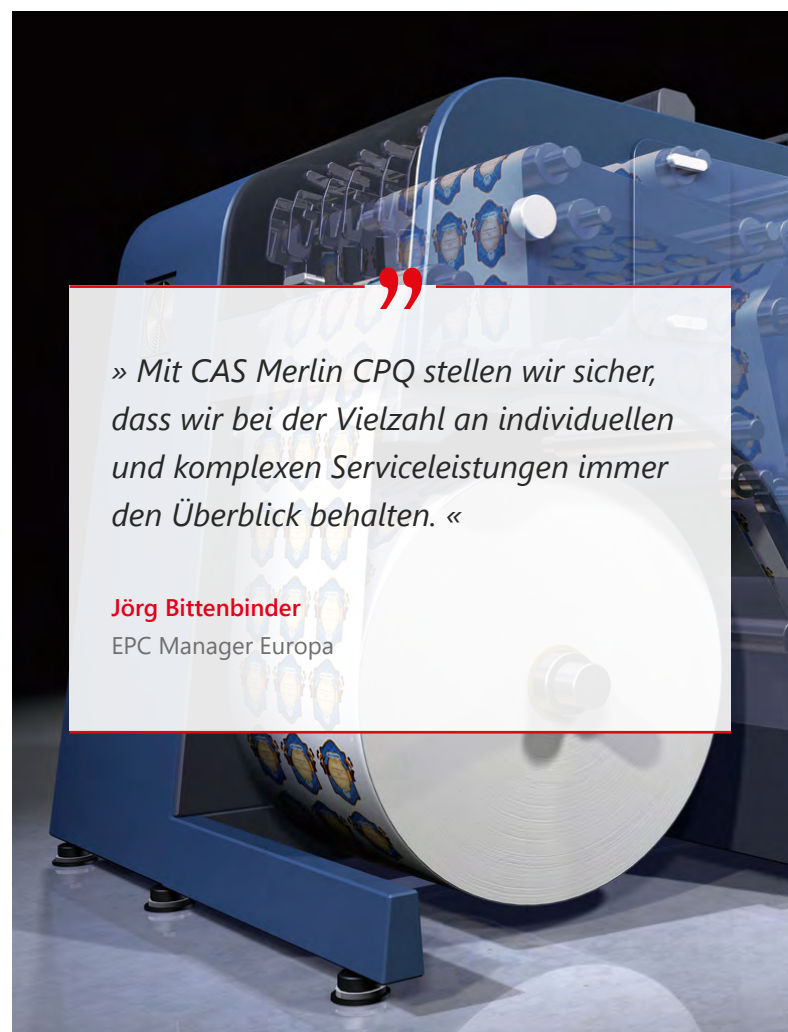 ”
» Mit CAS Merlin CPQ stellen wir sicher,
dass wir bei der Vielzahl an individuellen
und komplexen Serviceleistungen immer
den Überblick behalten. «
Jörg Bittenbinder
EPC Manager Europa